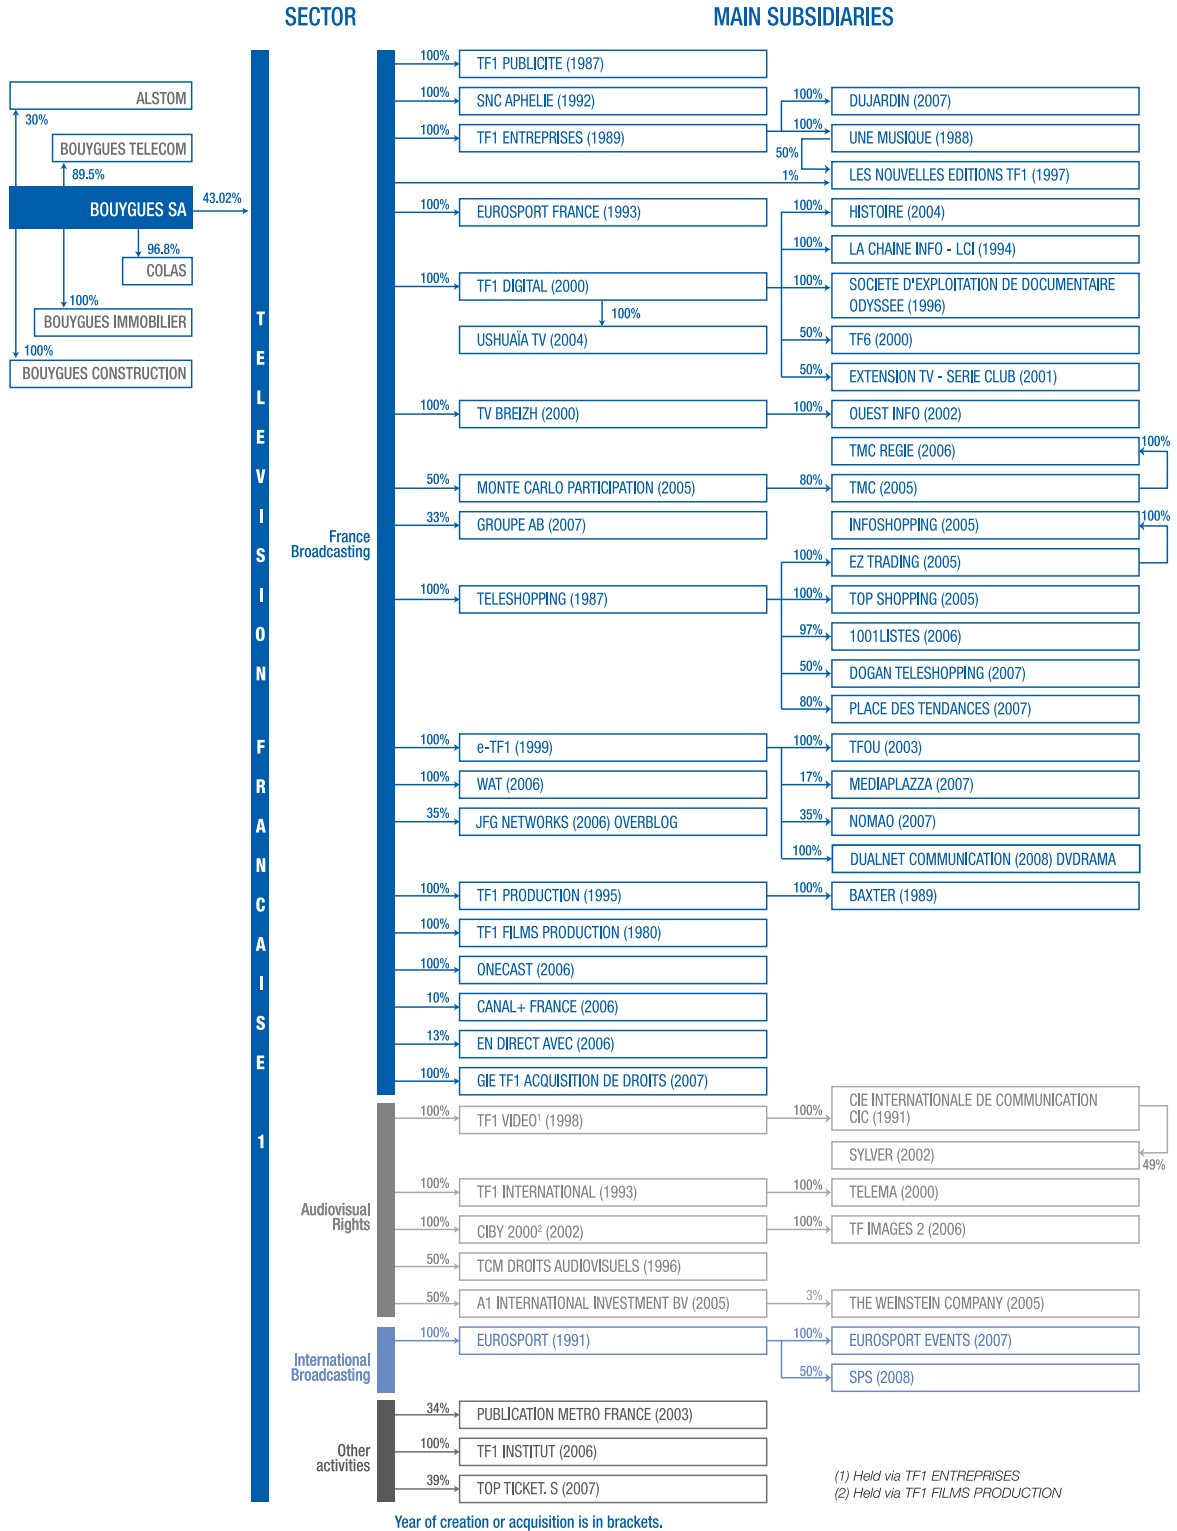 SECTOR
MAIN SUBSIDIARIES
ALSTOM
30%
BOUYGUES TELECOM
89.5%
BOUYGUES SA
43.02%
96.8%
COLAS
100%
BOUYGUES IMMOBILIER
100%
BOUYGUES CONSTRUCTION
TELEVISION FRANCAISE 1
France
Broadcasting
100%
TF1 PUBLICITE (1987)
100%
SNC APHELIE (1992)
100%
DUJARDIN (2007)
100%
TF1 ENTREPRISES (1989)
100%
UNE MUSIQUE (1988)
50%
1%
LES NOUVELLES EDITIONS TF1 (1997)
100%
EUROSPORT FRANCE (1993)
100%
HISTOIRE (2004)
100%
LA CHAINE INFO - LCI (1994)
100%
TF1 DIGITAL (2000)
100%
SOCIETE D'EXPLOITATION DE DOCUMENTAIRE
ODYSSEE (1996)
100%
USHUAÏA TV (2004)
50%
TF6 (2000)
50%
EXTENSION TV - SERIE CLUB (2001)
100%
TV BREIZH (2000)
100%
OUEST INFO (2002)
TMC REGIE (2006)
100%
50%
MONTE CARLO PARTICIPATION (2005)
80%
TMC (2005)
33%
GROUPE AB (2007)
INFOSHOPPING (2005)
100%
100%
EZ TRADING (2005)
100%
TELESHOPPING (1987)
100%
TOP SHOPPING (2005)
97%
1001LISTES (2006)
50%
DOGAN TELESHOPPING (2007)
80%
PLACE DES TENDANCES (2007)
100%
e-TF1 (1999)
100%
TFOU (2003)
100%
WAT (2006)
17%
MEDIAPLAZZA (2007)
35%
JFG NETWORKS (2006) OVERBLOG
35%
NOMAO (2007)
100%
DUALNET COMMUNICATION (2008) DVDRAMA
100%
TF1 PRODUCTION (1995)
100%
BAXTER (1989)
100%
TF1 FILMS PRODUCTION (1980)
100%
ONECAST (2006)
10%
CANAL+ FRANCE (2006)
13%
EN DIRECT AVEC (2006)
100%
GIE TF1 ACQUISITION DE DROITS (2007)
Audiovisual
Rights
100%
TF1 VIDEO¹ (1998)
100%
CIE INTERNATIONALE DE COMMUNICATION
CIC (1991)
SYLVER (2002)
49%
100%
TF1 INTERNATIONAL (1993)
100%
TELEMA (2000)
100%
CIBY 2000² (2002)
100%
TF IMAGES 2 (2006)
50%
TCM DROITS AUDIOVISUELS (1996)
50%
A1 INTERNATIONAL INVESTMENT BV (2005)
3%
THE WEINSTEIN COMPANY (2005)
International
Broadcasting
100%
EUROSPORT (1991)
100%
EUROSPORT EVENTS (2007)
50%
SPS (2008)
Other
activities
34%
PUBLICATION METRO FRANCE (2003)
100%
TF1 INSTITUT (2006)
39%
TOP TICKET. S (2007)
(1) Held via TF1 ENTREPRISES
(2) Held via TF1 FILMS PRODUCTION
Year of creation or acquisition is in brackets.